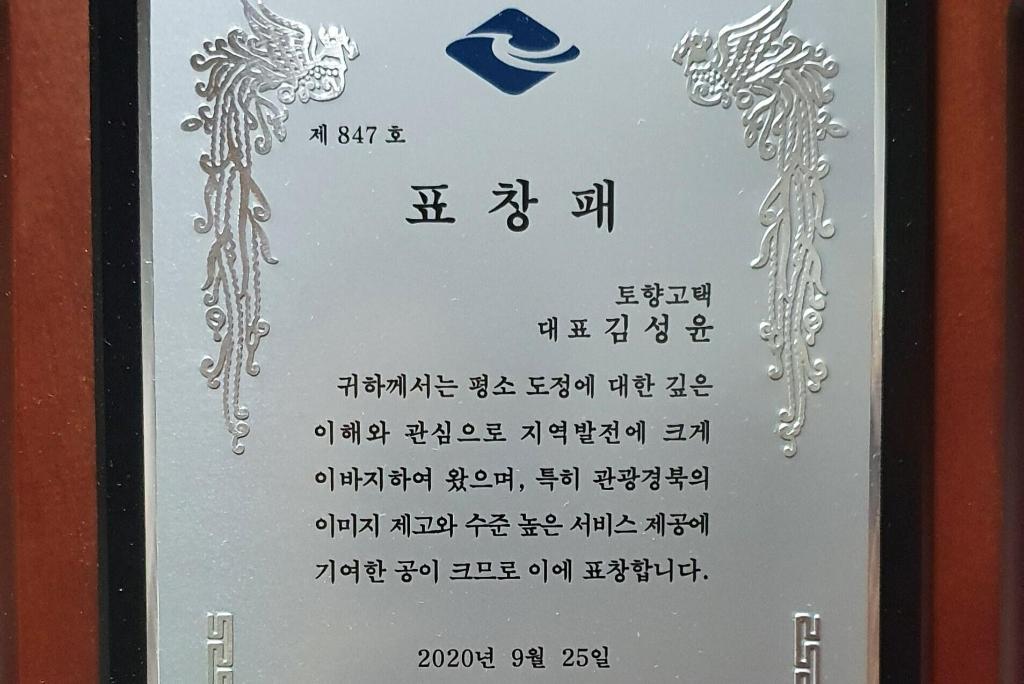 제 847 호
표 창 패
토향고택
대표 김 성 윤
귀하께서는 평소 도정에 대한 깊은
이해와 관심으로 지역발전에 크게
이바지하여 왔으며, 특히 관광경북의
이미지 제고와 수준 높은 서비스 제공에
기여한 공이 크므로 이에 표창합니다.
2020년 9월 25일